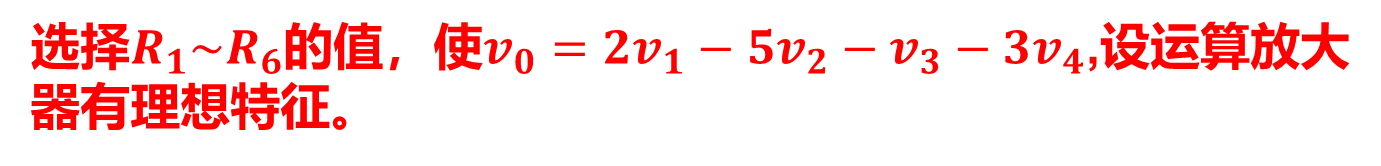 选择R₁~R₆的值，使v₀ = 2v₁ − 5v₂ − v₃ − 3v₄,设运算放大
器有理想特征。